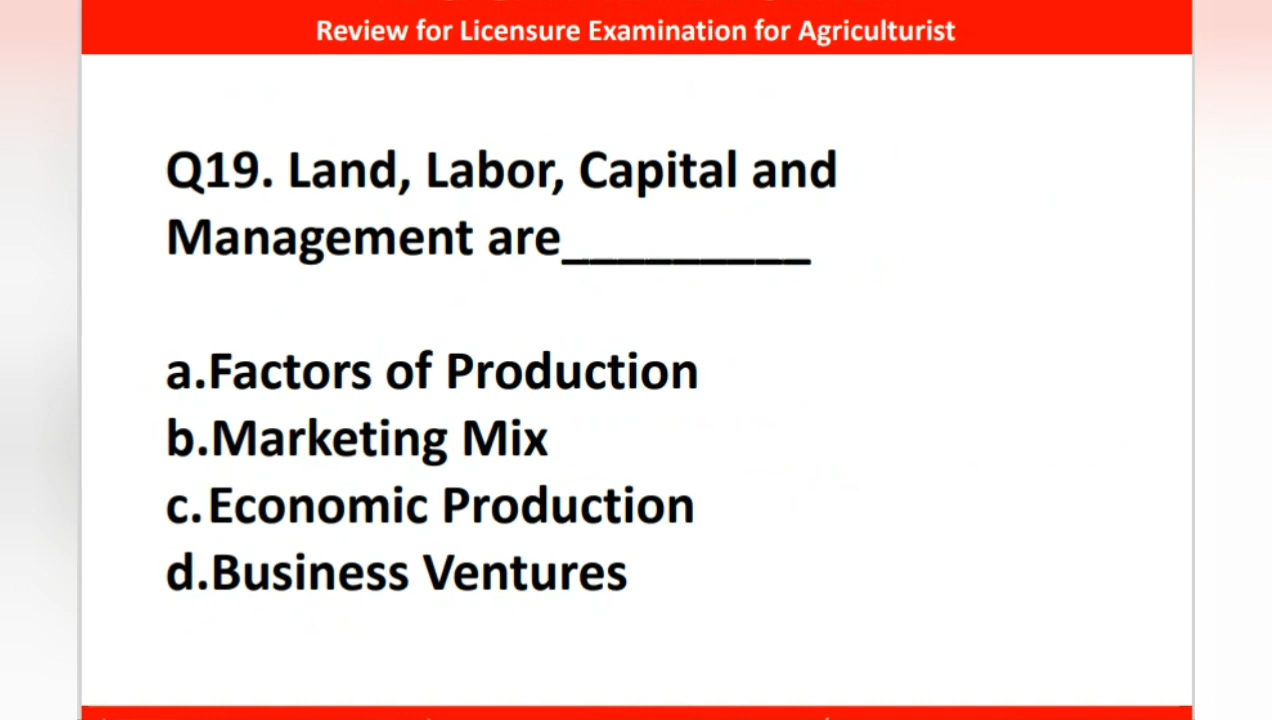 Review for Licensure Examination for Agriculturist
Q19. Land, Labor, Capital and
Management are_________
a.Factors of Production
b.Marketing Mix
c.Economic Production
d.Business Ventures